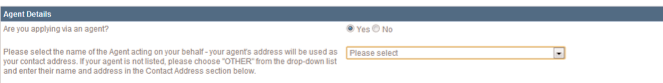 Agent Details
Are you applying via an agent? Yes No
Please select the name of the Agent acting on your behalf - your agent's address will be used as Please select
your contact address. If your agent is not listed, please choose "OTHER" from the drop-down list
and enter their name and address in the Contact Address section below.